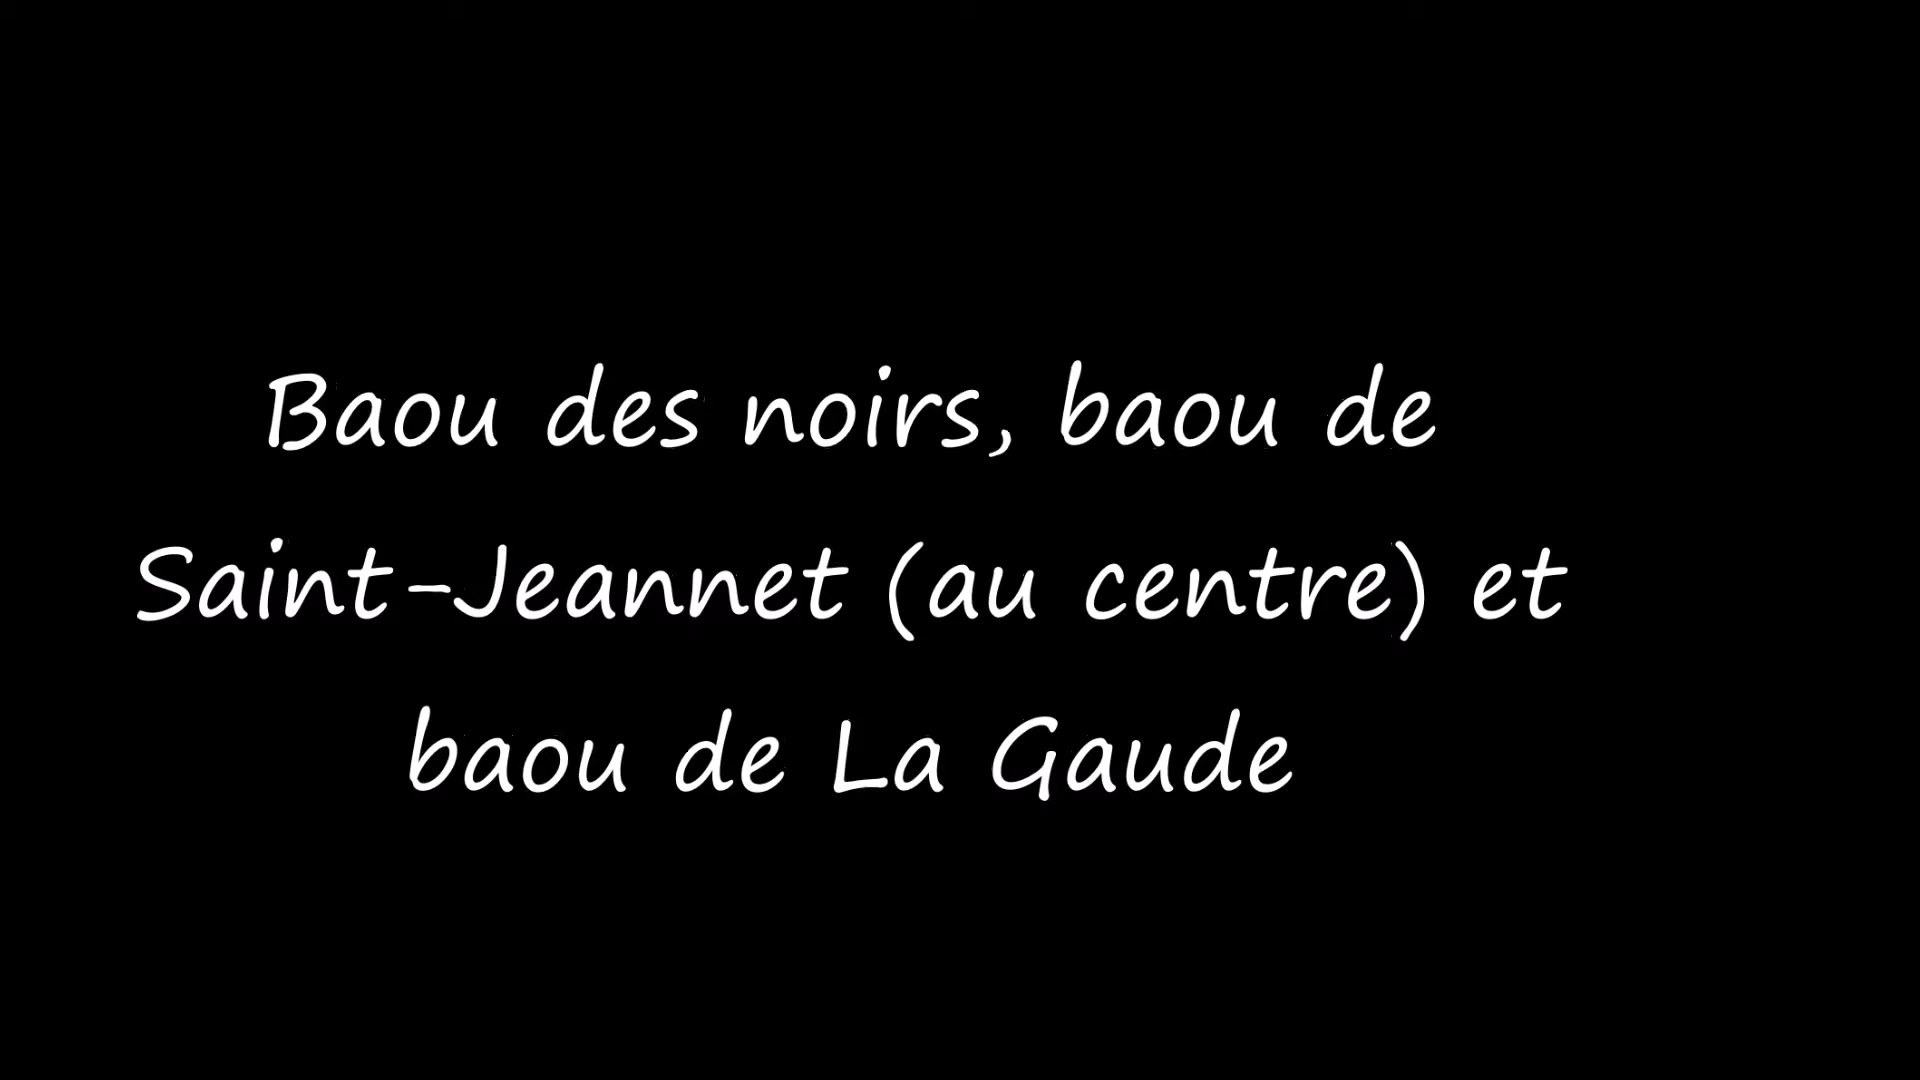 Baou des noirs, baou de
Saint-Jeannet (au centre) et
baou de La Gaude